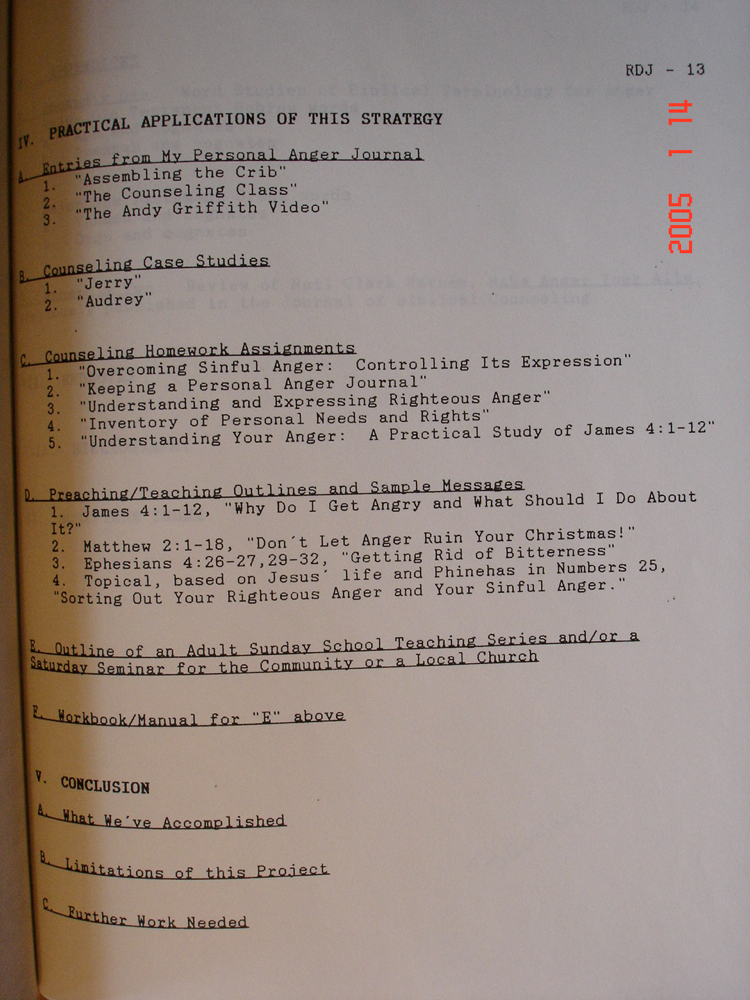 RDJ - 13
IV. PRACTICAL APPLICATIONS OF THIS STRATEGY
A. Entries from My Personal Anger Journal
1. "Assembling the Crib"
2. "The Counseling Class"
3. "The Andy Griffith Video"
B. Counseling Case Studies
1. "Jerry"
2. "Audrey"
C. Counseling Homework Assignments
1. "Overcoming Sinful Anger: Controlling Its Expression"
2. "Keeping a Personal Anger Journal"
3. "Understanding and Expressing Righteous Anger"
4. "Inventory of Personal Needs and Rights"
5. "Understanding Your Anger: A Practical Study of James 4:1-12"
D. Preaching/Teaching Outlines and Sample Messages
1. James 4:1-12, "Why Do I Get Angry and What Should I Do About
It?"
2. Matthew 2:1-18, "Don't Let Anger Ruin Your Christmas!"
3. Ephesians 4:26-27,29-32, "Getting Rid of Bitterness"
4. Topical, based on Jesus' life and Phinehas in Numbers 25,
"Sorting Out Your Righteous Anger and Your Sinful Anger."
E. Outline of an Adult Sunday School Teaching Series and/or a
Saturday Seminar for the Community or a Local Church
F. Workbook/Manual for "E" above
V. CONCLUSION
A. What We've Accomplished
B. Limitations of this Project
C. Further Work Needed
2005 1 14